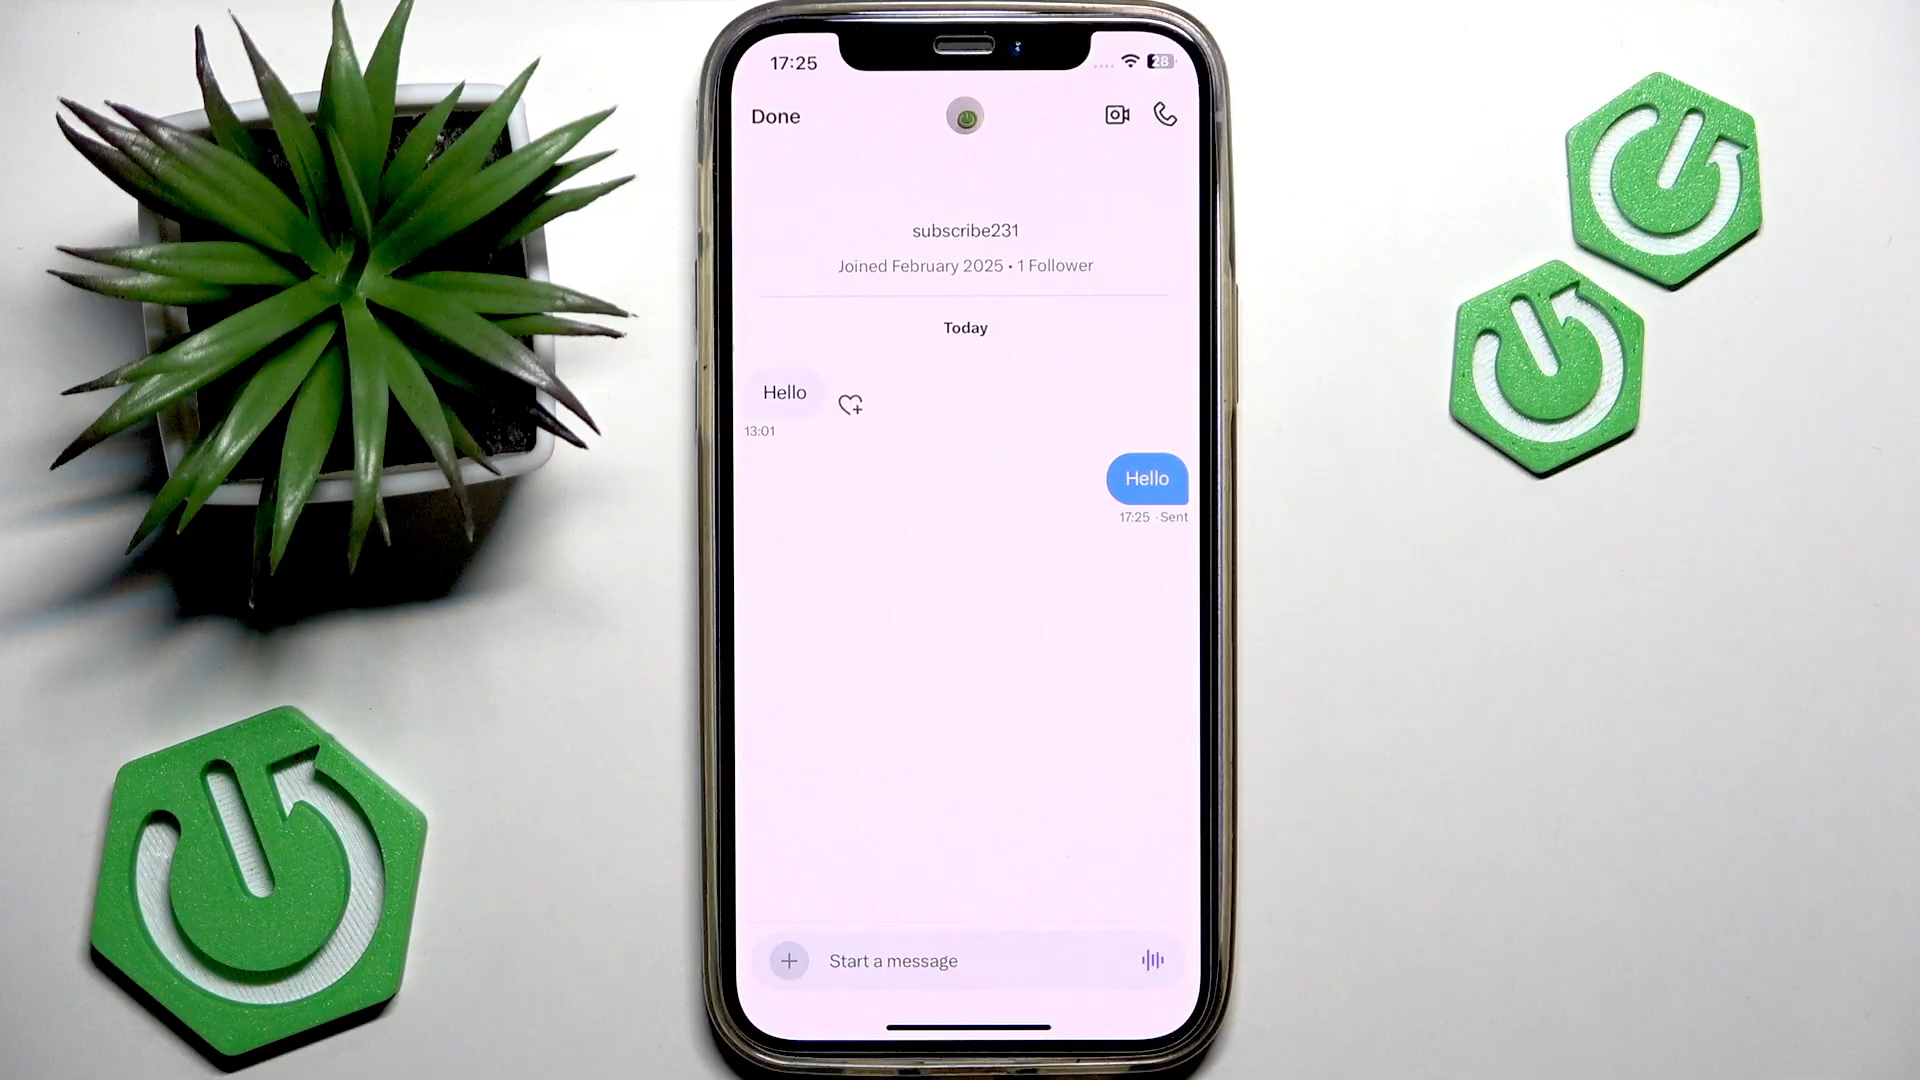 17:25
28
Done
subscribe231
Joined February 2025 • 1 Follower
Today
Hello
13:01
Hello
17:25 · Sent
Start a message